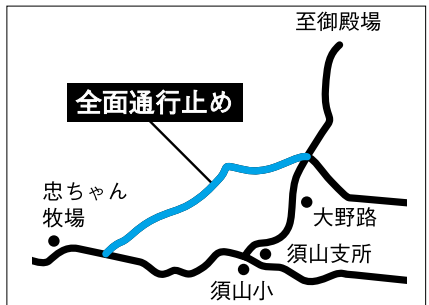 至御殿場
全面通行止め
忠ちゃん
牧場
大野路
須山支所
須山小